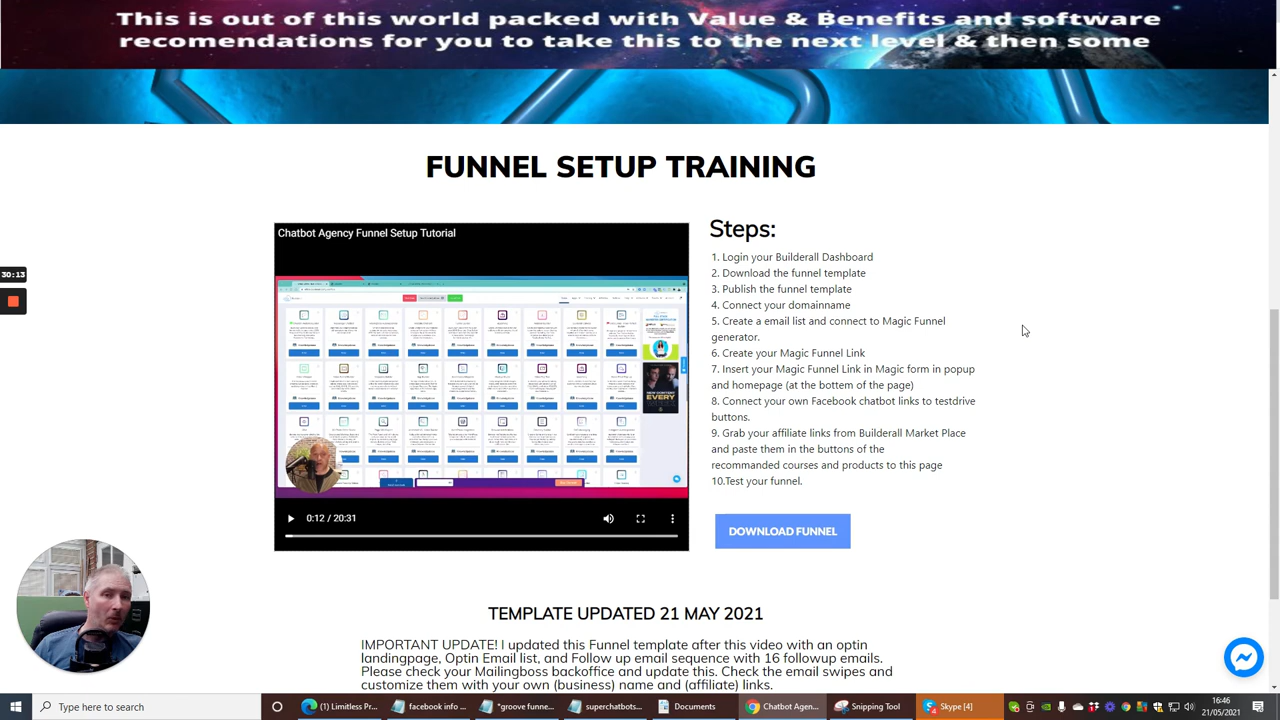 This is out of this world packed with Value & Benefits and software
recomendations for you to take this to the next level & then some
FUNNEL SETUP TRAINING
Chatbot Agency Funnel Setup Tutorial
0:12 / 20:31
Steps:
1. Login your Builderall Dashboard
2. Download the funnel template
3. Publish the funnel template
4. Connect your domainname
5. Create a email list and connect to Magic Funnel
generator.
6. Create your Magic Funnel Link
7. Insert your Magic Funnel Link in Magic form in popup
and homepage (at the bottom of the page)
8. Connect your own Facebook chatbot links to testdrive
buttons.
9. Grab your affiliate links from Builderall Market Place
and paste them in the buttons of the
recommanded courses and products to this page
10.Test your funnel.
DOWNLOAD FUNNEL
30:13
TEMPLATE UPDATED 21 MAY 2021
IMPORTANT UPDATE! I updated this Funnel template after this video with an optin
landingpage, Optin Email list, and Follow up email sequence with 16 followup emails.
Please check your Mailingboss backoffice and update this. Check the email swipes and
customize them with your own (business) name and (affiliate) links.
Type here to search
(1) Limitless Pr...
facebook info ...
*groove funne...
superchatbots...
Documents
Chatbot Agen...
Snipping Tool
Skype [4]
16:46
21/05/2021